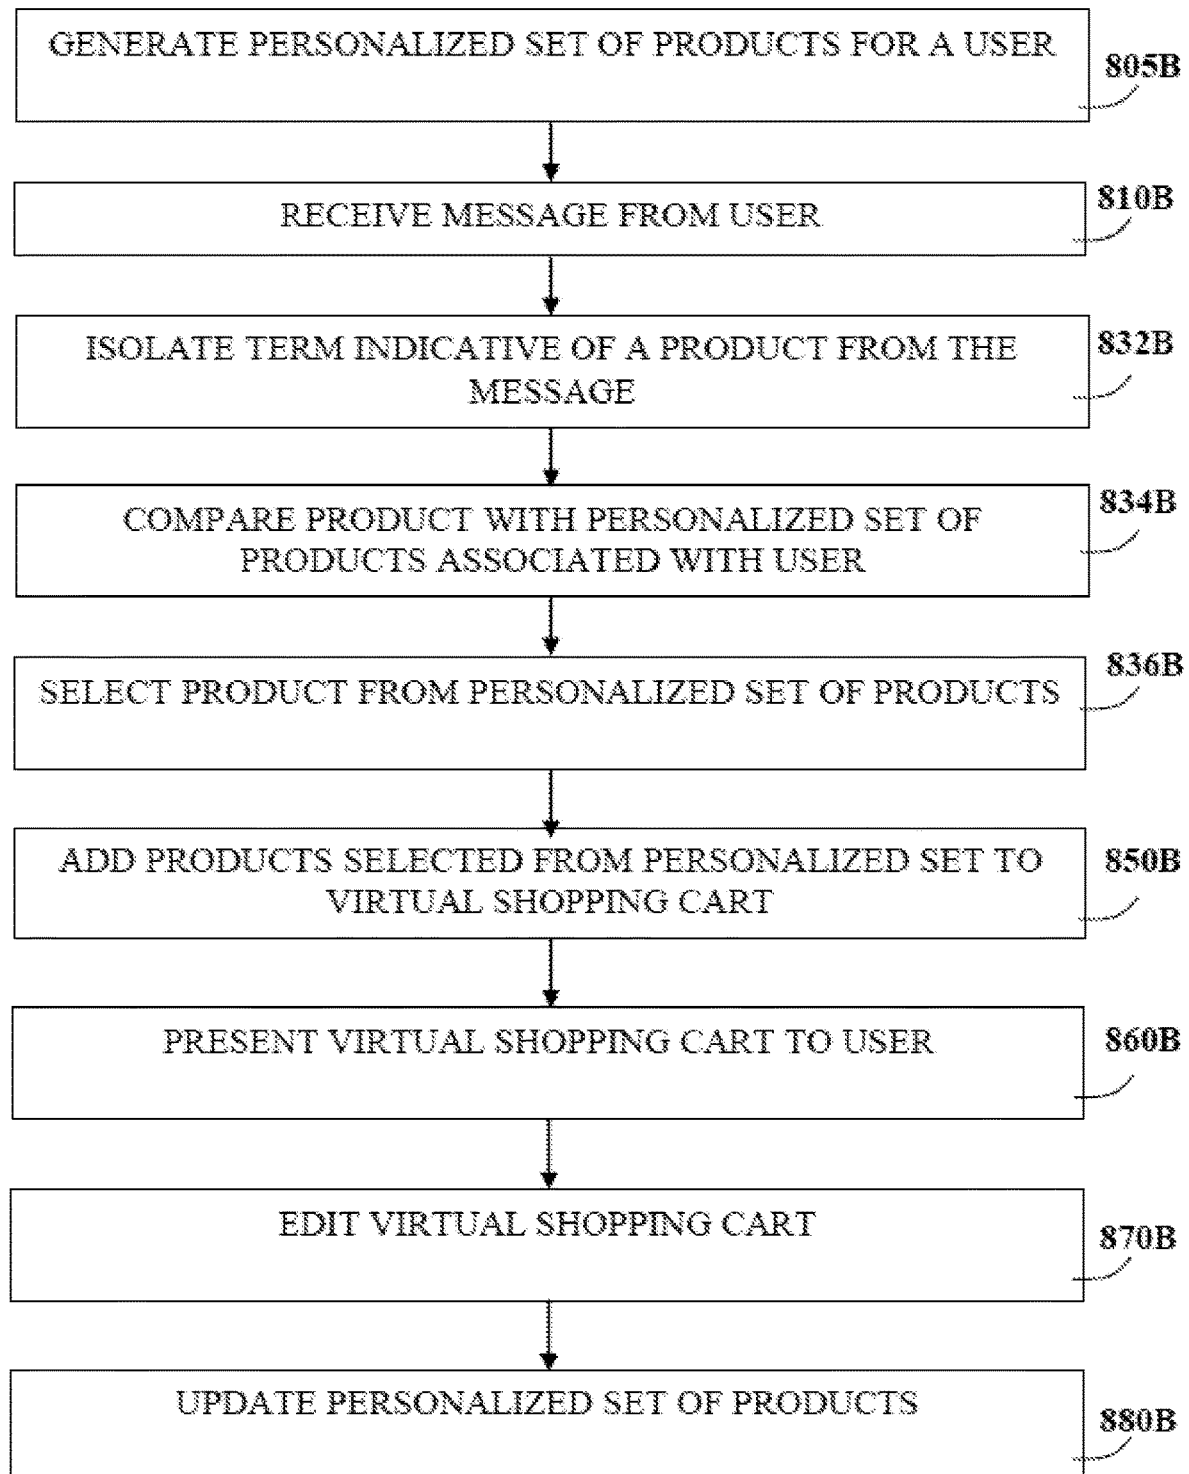 GENERATE PERSONALIZED SET OF PRODUCTS FOR A USER
805B
RECEIVE MESSAGE FROM USER
810B
ISOLATE TERM INDICATIVE OF A PRODUCT FROM THE
MESSAGE
832B
COMPARE PRODUCT WITH PERSONALIZED SET OF
PRODUCTS ASSOCIATED WITH USER
834B
SELECT PRODUCT FROM PERSONALIZED SET OF PRODUCTS
836B
ADD PRODUCTS SELECTED FROM PERSONALIZED SET TO
VIRTUAL SHOPPING CART
850B
PRESENT VIRTUAL SHOPPING CART TO USER
860B
EDIT VIRTUAL SHOPPING CART
870B
UPDATE PERSONALIZED SET OF PRODUCTS
880B